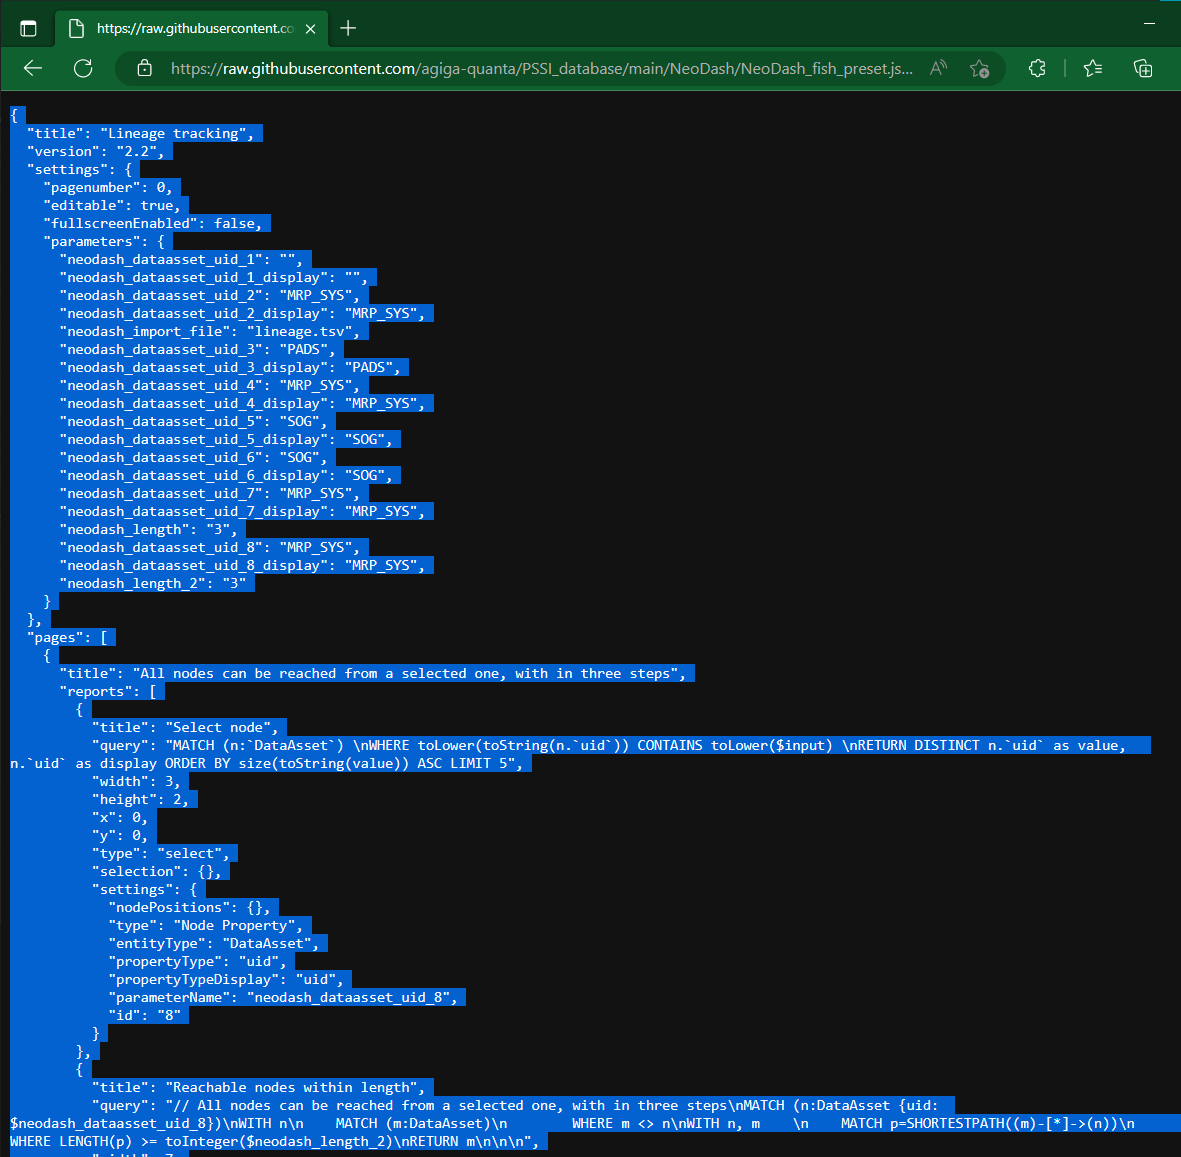 https://raw.githubusercontent.co
https://raw.githubusercontent.com/agiga-quanta/PSSI_database/main/NeoDash/NeoDash_fish_preset.js...
{
  "title": "Lineage tracking",
  "version": "2.2",
  "settings": {
    "pagenumber": 0,
    "editable": true,
    "fullscreenEnabled": false,
    "parameters": {
      "neodash_dataasset_uid_1": "",
      "neodash_dataasset_uid_1_display": "",
      "neodash_dataasset_uid_2": "MRP_SYS",
      "neodash_dataasset_uid_2_display": "MRP_SYS",
      "neodash_import_file": "lineage.tsv",
      "neodash_dataasset_uid_3": "PADS",
      "neodash_dataasset_uid_3_display": "PADS",
      "neodash_dataasset_uid_4": "MRP_SYS",
      "neodash_dataasset_uid_4_display": "MRP_SYS",
      "neodash_dataasset_uid_5": "SOG",
      "neodash_dataasset_uid_5_display": "SOG",
      "neodash_dataasset_uid_6": "SOG",
      "neodash_dataasset_uid_6_display": "SOG",
      "neodash_dataasset_uid_7": "MRP_SYS",
      "neodash_dataasset_uid_7_display": "MRP_SYS",
      "neodash_length": "3",
      "neodash_dataasset_uid_8": "MRP_SYS",
      "neodash_dataasset_uid_8_display": "MRP_SYS",
      "neodash_length_2": "3"
    }
  },
  "pages": [
    {
      "title": "All nodes can be reached from a selected one, with in three steps",
      "reports": [
        {
          "title": "Select node",
          "query": "MATCH (n:`DataAsset`) \nWHERE toLower(toString(n.`uid`)) CONTAINS toLower($input) \nRETURN DISTINCT n.`uid` as value,
n.`uid` as display ORDER BY size(toString(value)) ASC LIMIT 5",
          "width": 3,
          "height": 2,
          "x": 0,
          "y": 0,
          "type": "select",
          "selection": {},
          "settings": {
            "nodePositions": {},
            "type": "Node Property",
            "entityType": "DataAsset",
            "propertyType": "uid",
            "propertyTypeDisplay": "uid",
            "parameterName": "neodash_dataasset_uid_8",
            "id": "8"
          }
        },
        {
          "title": "Reachable nodes within length",
          "query": "// All nodes can be reached from a selected one, with in three steps\nMATCH (n:DataAsset {uid:
$neodash_dataasset_uid_8})\nWITH n\n    MATCH (m:DataAsset)\n        WHERE m <> n\nWITH n, m    \n    MATCH p=SHORTESTPATH((m)-[*]->(n))\n
WHERE LENGTH(p) >= toInteger($neodash_length_2)\nRETURN m\n\n\n",